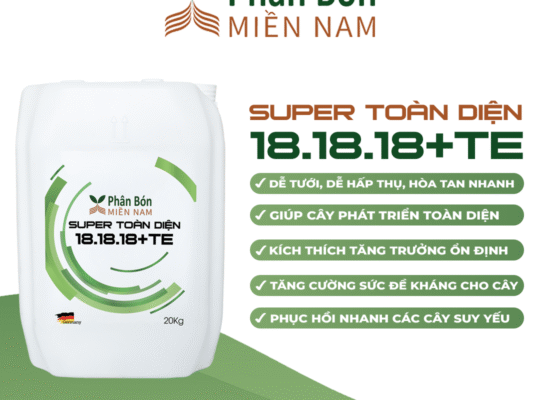 Phân Bón
MIỀN NAM
SUPER TOÀN DIỆN
18.18.18+TE
DỄ TƯỚI, DỄ HẤP THỤ, HÒA TAN NHANH
GIÚP CÂY PHÁT TRIỂN TOÀN DIỆN
KÍCH THÍCH TĂNG TRƯỞNG ỔN ĐỊNH
TĂNG CƯỜNG SỨC ĐỀ KHÁNG CHO CÂY
PHỤC HỒI NHANH CÁC CÂY SUY YẾU
Phân Bón
MIỀN NAM
SUPER TOÀN DIỆN
18.18.18+TE
Germany
20Kg